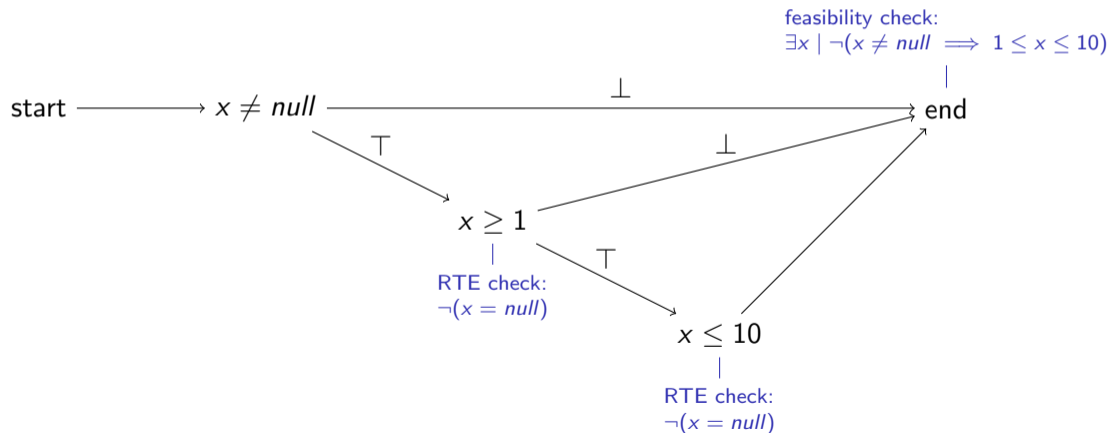 feasibility check:
∃x | ¬(x ≠ null ⟹ 1 ≤ x ≤ 10)
start
x ≠ null
⊥
end
⊤
⊥
x ≥ 1
⊤
RTE check:
¬(x = null)
x ≤ 10
RTE check:
¬(x = null)